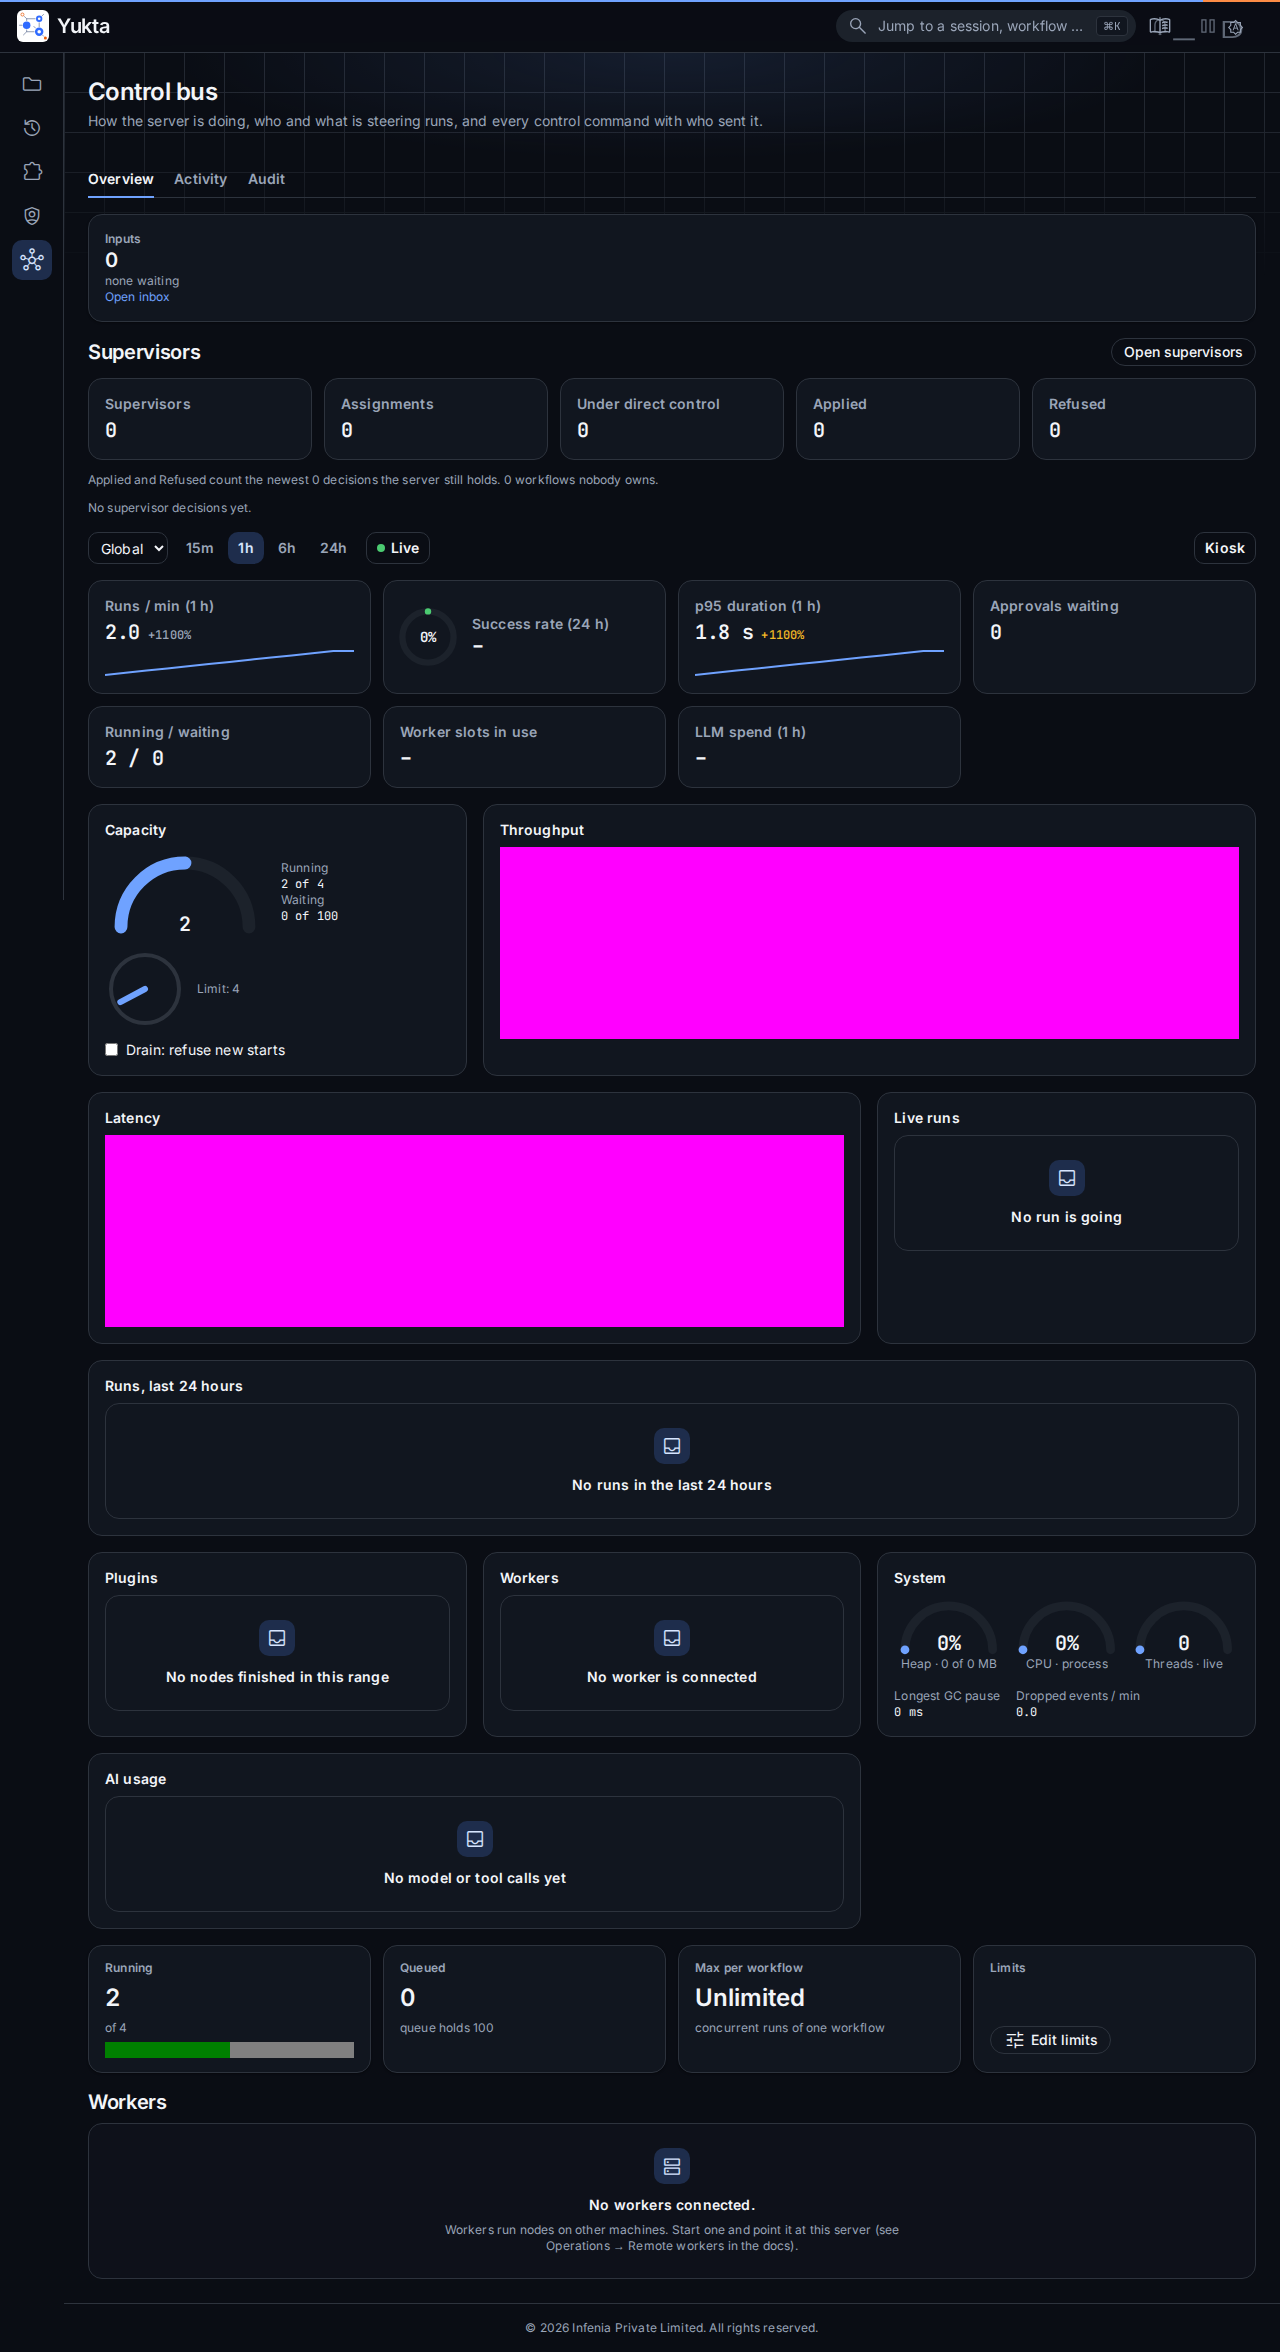 Yukta
Jump to a session, workflow ...
⌘K
Control bus
How the server is doing, who and what is steering runs, and every control command with who sent it.
Overview
Activity
Audit
Inputs
0
none waiting
Open inbox
Supervisors
Open supervisors
Supervisors
0
Assignments
0
Under direct control
0
Applied
0
Refused
0
Applied and Refused count the newest 0 decisions the server still holds. 0 workflows nobody owns.
No supervisor decisions yet.
Global
15m
1h
6h
24h
Live
Kiosk
Runs / min (1 h)
2.0 +1100%
0%
Success rate (24 h)
–
p95 duration (1 h)
1.8 s +1100%
Approvals waiting
0
Running / waiting
2 / 0
Worker slots in use
–
LLM spend (1 h)
–
Capacity
2
Running
2 of 4
Waiting
0 of 100
Limit: 4
Drain: refuse new starts
Throughput
Latency
Live runs
No run is going
Runs, last 24 hours
No runs in the last 24 hours
Plugins
No nodes finished in this range
Workers
No worker is connected
System
0%
Heap · 0 of 0 MB
0%
CPU · process
0
Threads · live
Longest GC pause
0 ms
Dropped events / min
0.0
AI usage
No model or tool calls yet
Running
2
of 4
Queued
0
queue holds 100
Max per workflow
Unlimited
concurrent runs of one workflow
Limits
Edit limits
Workers
No workers connected.
Workers run nodes on other machines. Start one and point it at this server (see
Operations → Remote workers in the docs).
© 2026 Infenia Private Limited. All rights reserved.